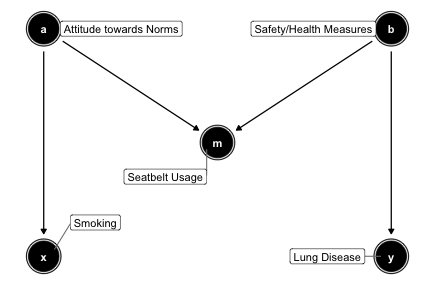 a Attitude towards Norms Safety/Health Measures b
m
Seatbelt Usage
Smoking
x Lung Disease y